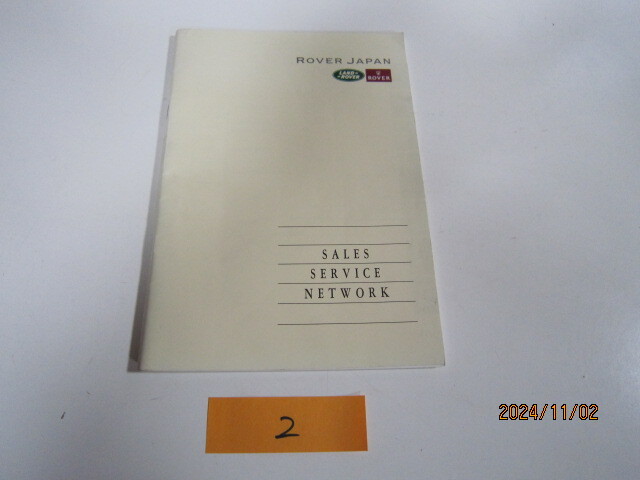 ROVER JAPAN
LAND ROVER
ROVER
SALES
SERVICE
NETWORK
2
2024/11/02